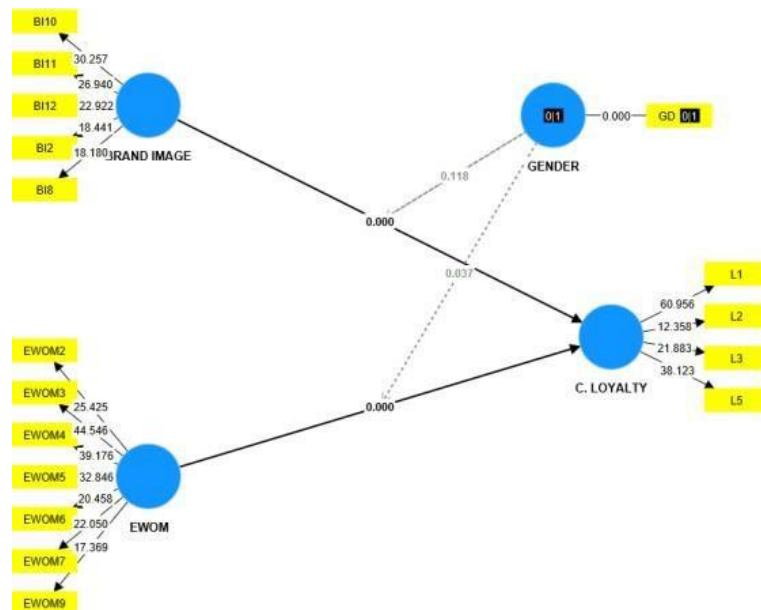 BI10
30.257
BI11
26.940
BI12
22.922
BI2
18.441
BI8
18.180
BRAND IMAGE
0|1
0.000
GD 0|1
GENDER
0.118
0.000
0.037
L1
60.956
L2
12.358
L3
21.883
L5
38.123
C. LOYALTY
0.000
EWOM2
25.425
EWOM3
44.546
EWOM4
39.176
EWOM5
32.846
EWOM6
20.458
EWOM7
22.050
EWOM9
17.369
EWOM